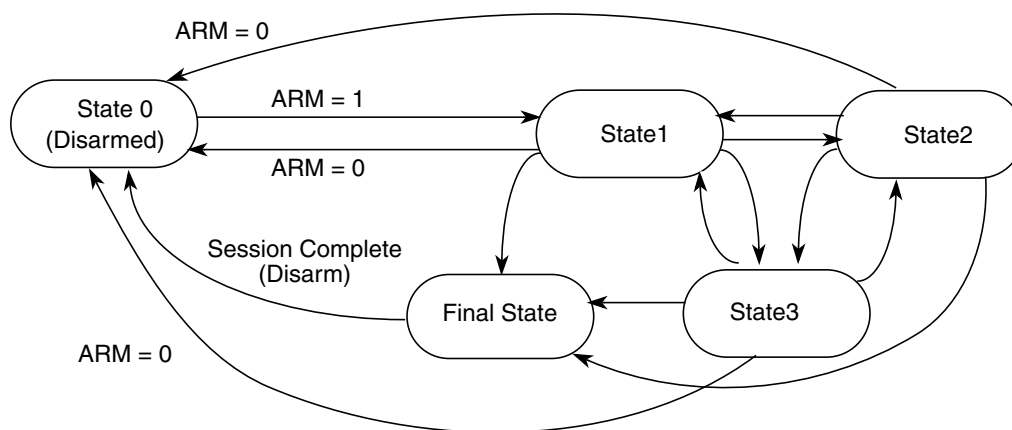 ARM = 0
State 0
(Disarmed)
ARM = 1
State1
State2
ARM = 0
Session Complete
(Disarm)
Final State
State3
ARM = 0